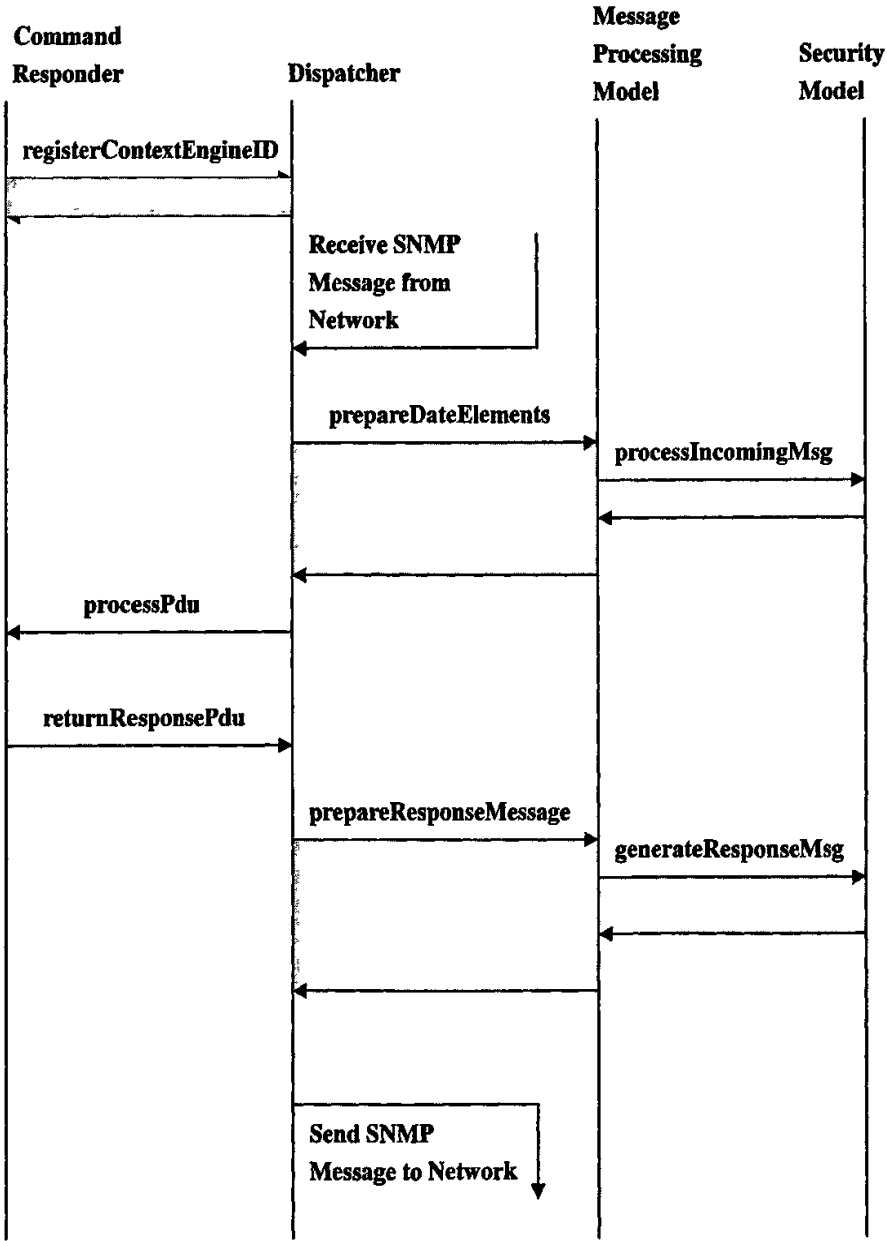 Command
Responder
Dispatcher
Message
Processing
Model
Security
Model
registerContextEngineID
Receive SNMP
Message from
Network
prepareDateElements
processIncomingMsg
processPdu
returnResponsePdu
prepareResponseMessage
generateResponseMsg
Send SNMP
Message to Network